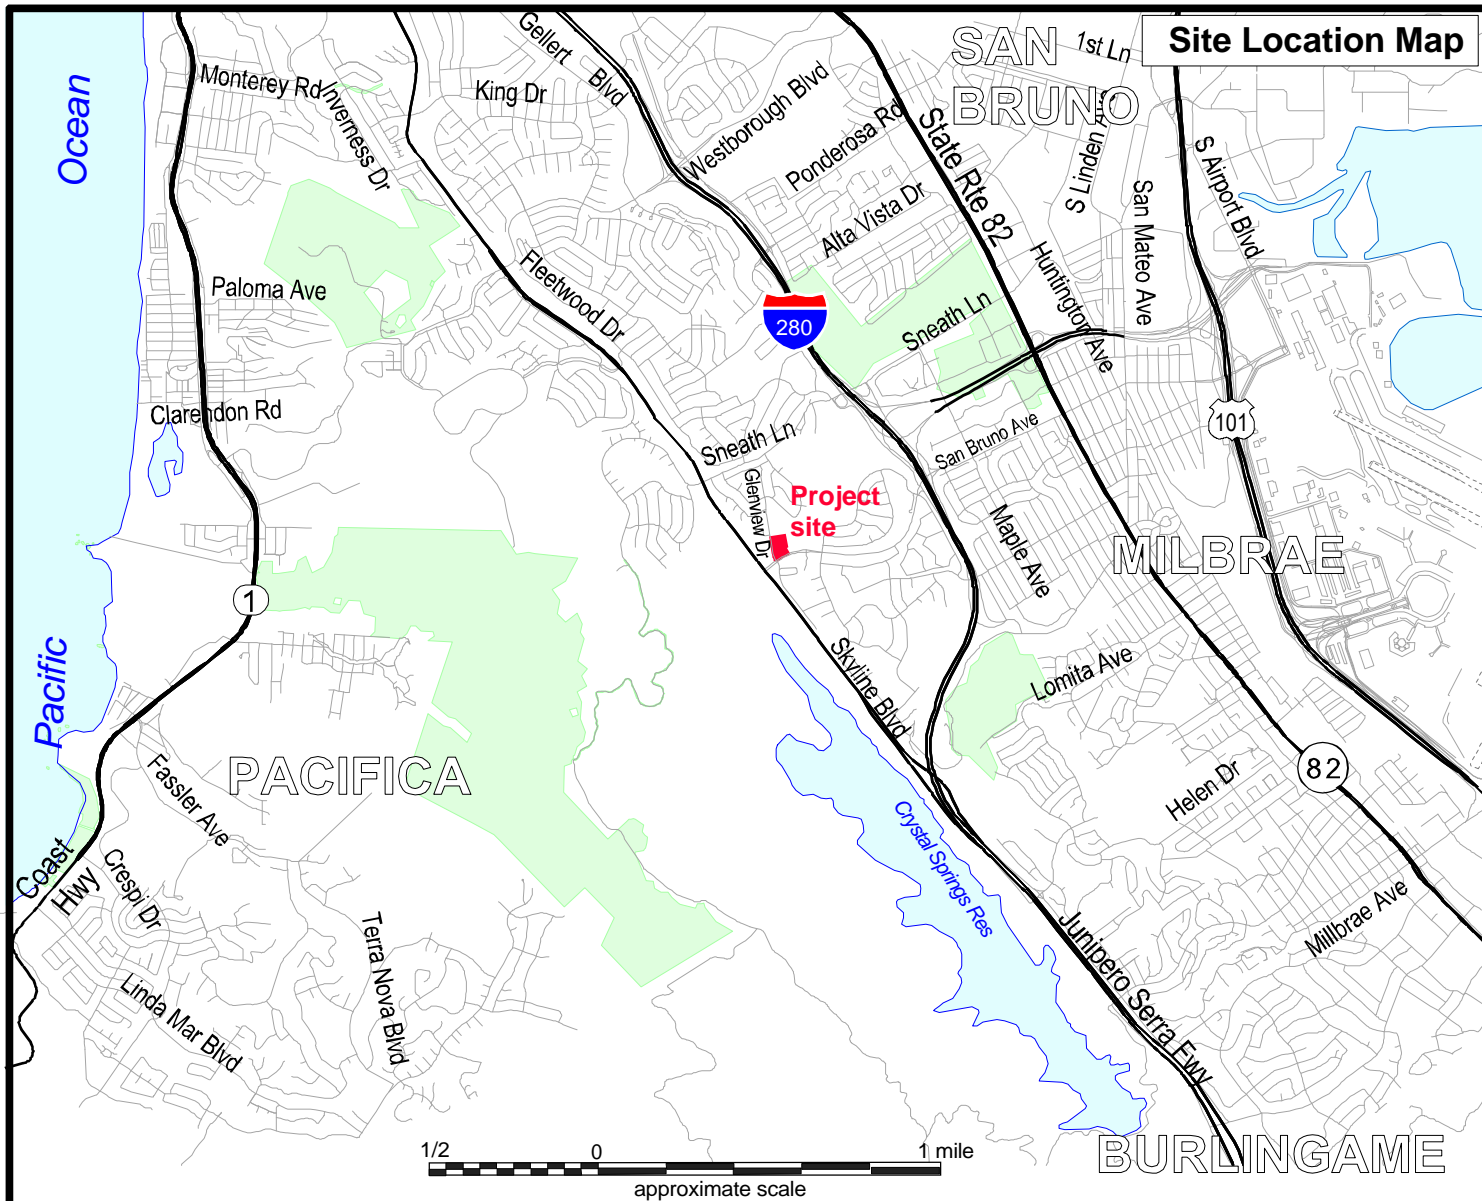 Site Location Map
SAN
BRUNO
1st Ln
Gellert Blvd
Monterey Rd
Inverness Dr
King Dr
Westborough Blvd
Ponderosa Rd
State Rte 82
S Linden Ave
San Mateo Ave
S Airport Blvd
Ocean
Alta Vista Dr
Huntington Ave
Paloma Ave
Fleetwood Dr
280
Sneath Ln
Clarendon Rd
101
Sneath Ln
San Bruno Ave
Glenview Dr
Project
site
Maple Ave
MILBRAE
1
Pacific
Skyline Blvd
Lomita Ave
PACIFICA
Fassler Ave
Helen Dr
82
Coast
Hwy
Crespi Dr
Crystal Springs Res
Terra Nova Blvd
Millbrae Ave
Linda Mar Blvd
Junipero Serra Fwy
BURLINGAME
1/2 0 1 mile
approximate scale